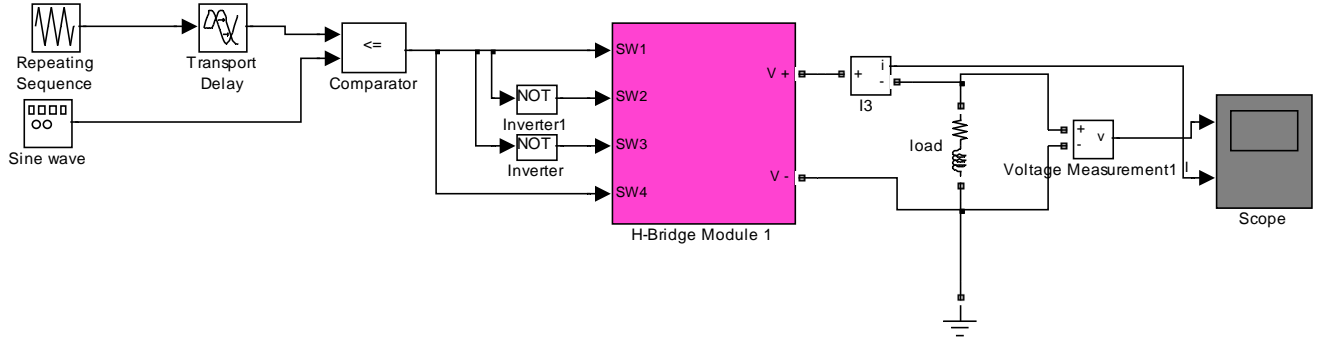 Repeating
Sequence
Transport
Delay
<=
Comparator
Sine wave
NOT
Inverter1
NOT
Inverter
SW1
SW2
SW3
SW4
V +
V -
H-Bridge Module 1
+
i
-
I3
load
+
-
v
Voltage Measurement1
I
Scope